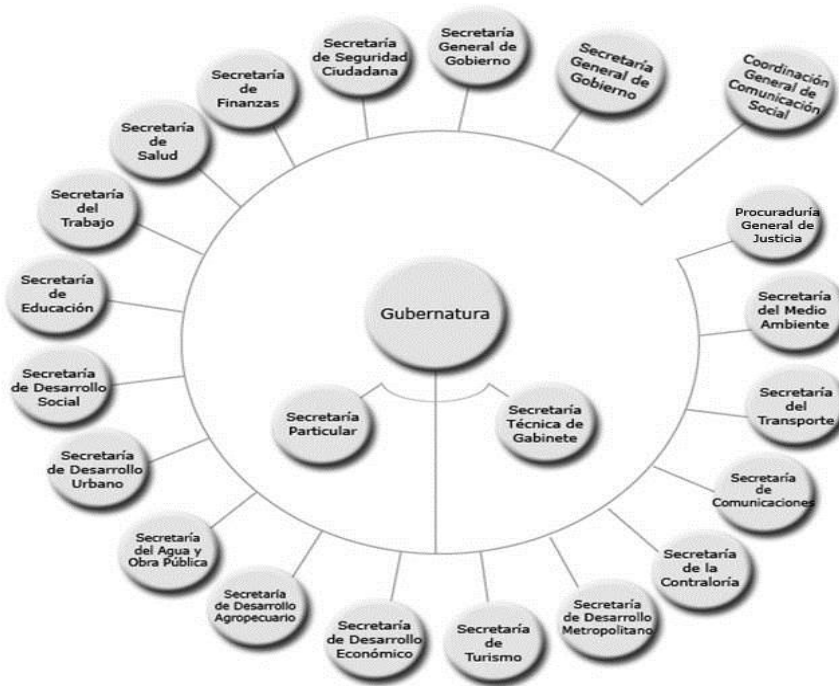 Secretaría
General de
Gobierno
Secretaría
General de
Gobierno
Coordinación
General de
Comunicación
Social
Procuraduría
General de
Justicia
Secretaría
del Medio
Ambiente
Secretaría
del
Transporte
Secretaría
de
Comunicaciones
Secretaría
de la
Contraloría
Secretaría
de Desarrollo
Metropolitano
Secretaría
de
Turismo
Secretaría
de Desarrollo
Económico
Secretaría
de Desarrollo
Agropecuario
Secretaría
del Agua y
Obra Pública
Secretaría
de Desarrollo
Urbano
Secretaría
de Desarrollo
Social
Secretaría
de
Educación
Secretaría
del
Trabajo
Secretaría
de
Salud
Secretaría
de
Finanzas
Secretaría
de Seguridad
Ciudadana
Gubernatura
Secretaría
Particular
Secretaría
Técnica de
Gabinete